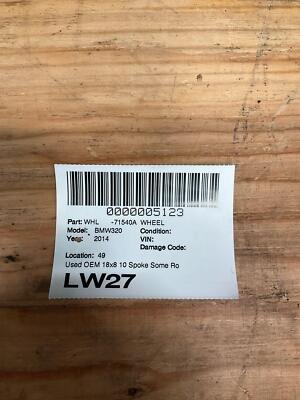 0000005123
Part: WHL -71540A WHEEL
Model: BMW320 Condition:
Year: 2014 VIN:
Damage Code:
Location: 49
Used OEM 18x8 10 Spoke Some Ro
LW27